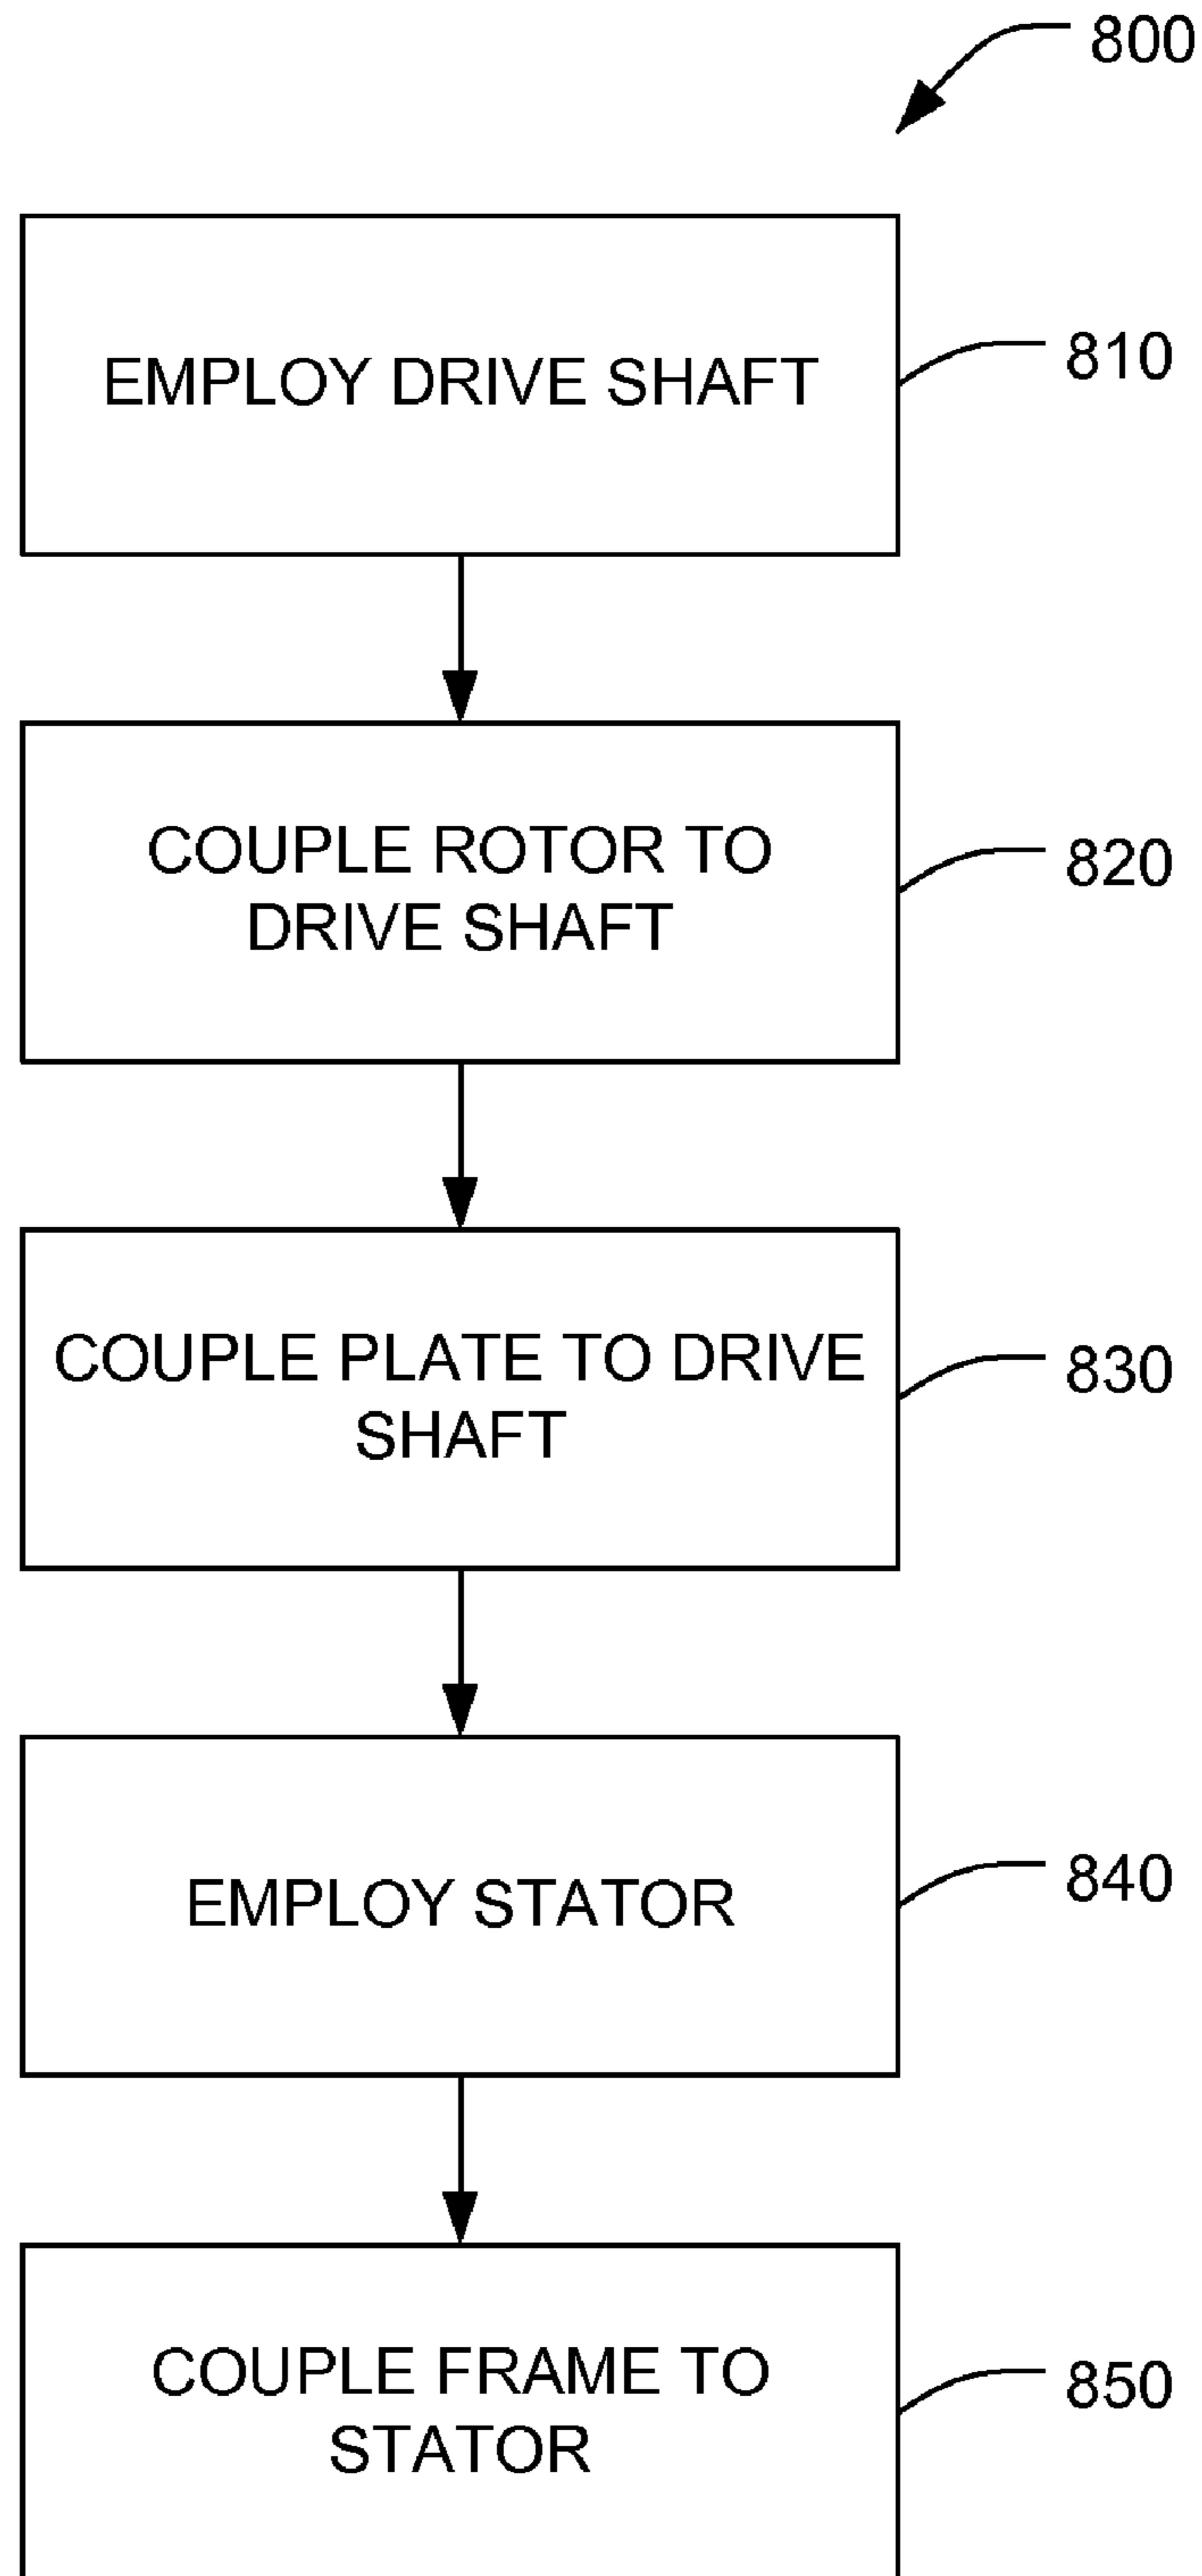 800
EMPLOY DRIVE SHAFT
810
COUPLE ROTOR TO
DRIVE SHAFT
820
COUPLE PLATE TO DRIVE
SHAFT
830
EMPLOY STATOR
840
COUPLE FRAME TO
STATOR
850